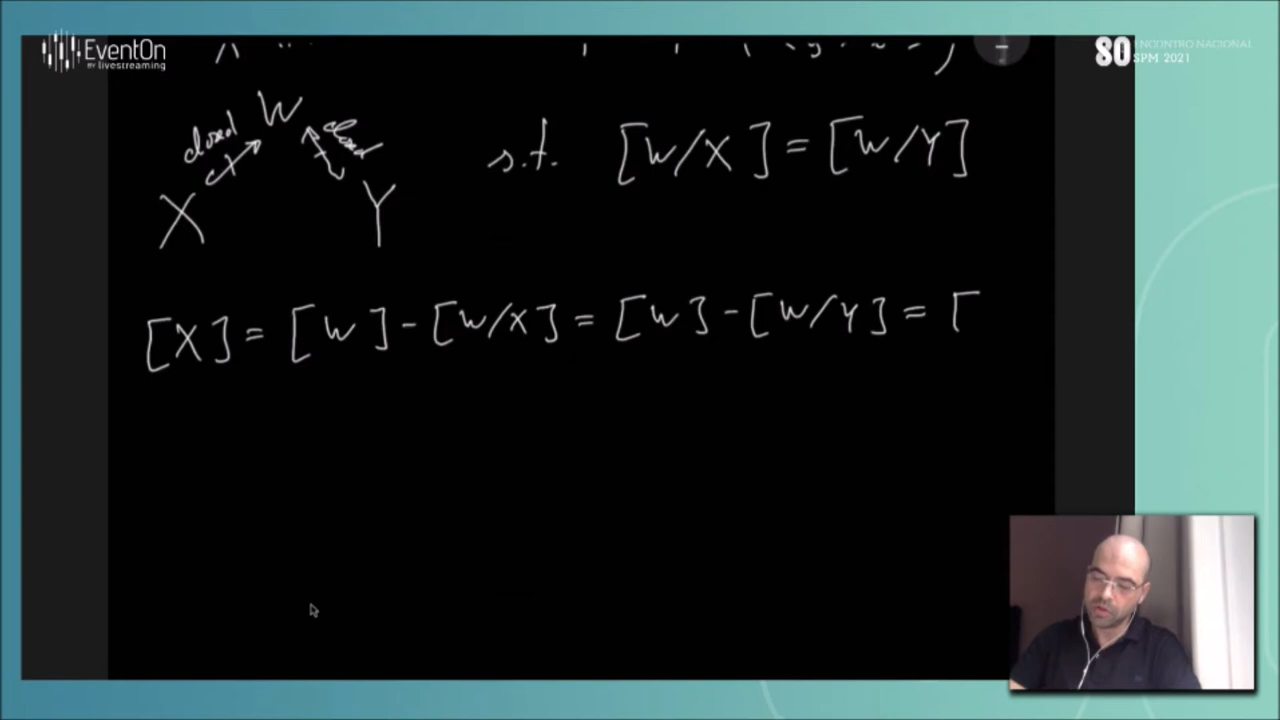 EventOn
BY livestreaming
80 ENCONTRO NACIONAL
SPM 2021
X
W
closed closed
s.t. [W/X] = [W/Y]
X Y
[X] = [W] - [W/X] = [W] - [W/Y] = [